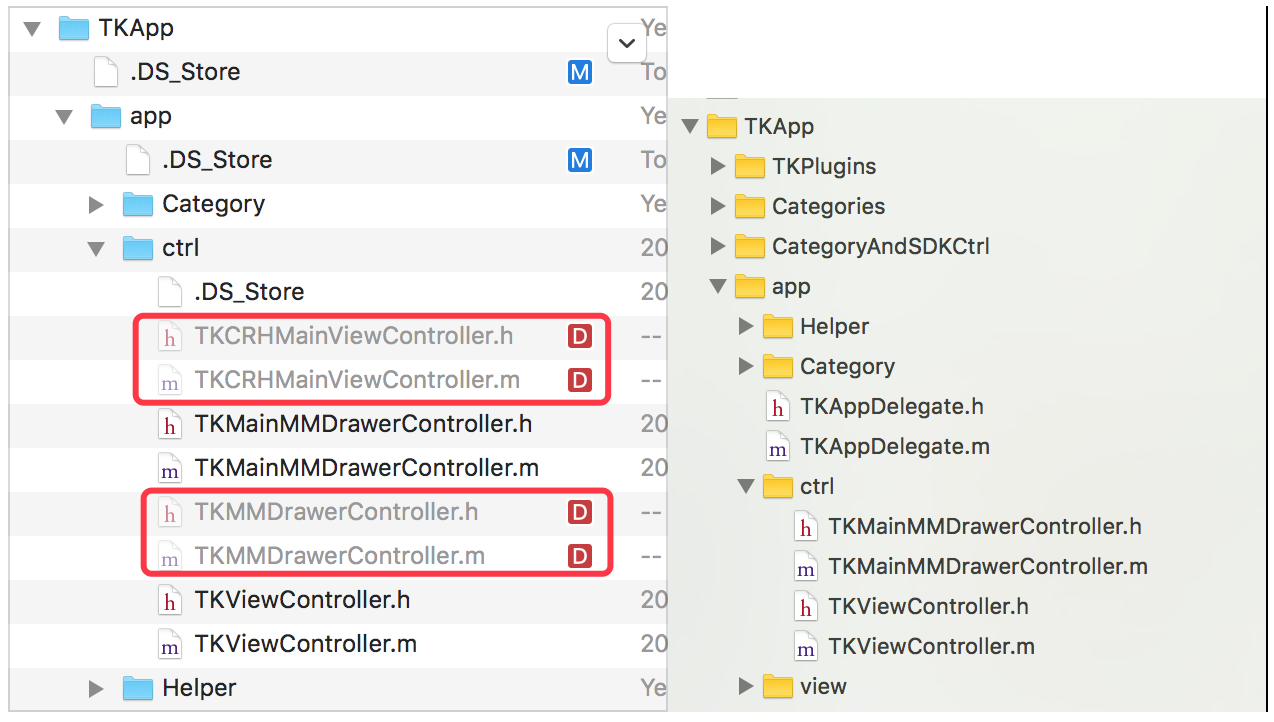 TKApp
Ye
.DS_Store M To
app Ye
.DS_Store M To
Category Ye
ctrl 20
.DS_Store 20
h TKCRHMainViewController.h D --
m TKCRHMainViewController.m D --
h TKMainMMDrawerController.h 20
m TKMainMMDrawerController.m 20
h TKMMDrawerController.h D --
m TKMMDrawerController.m D --
h TKViewController.h 20
m TKViewController.m 20
Helper Ye
TKApp
TKPlugins
Categories
CategoryAndSDKCtrl
app
Helper
Category
h TKAppDelegate.h
m TKAppDelegate.m
ctrl
h TKMainMMDrawerController.h
m TKMainMMDrawerController.m
h TKViewController.h
m TKViewController.m
view